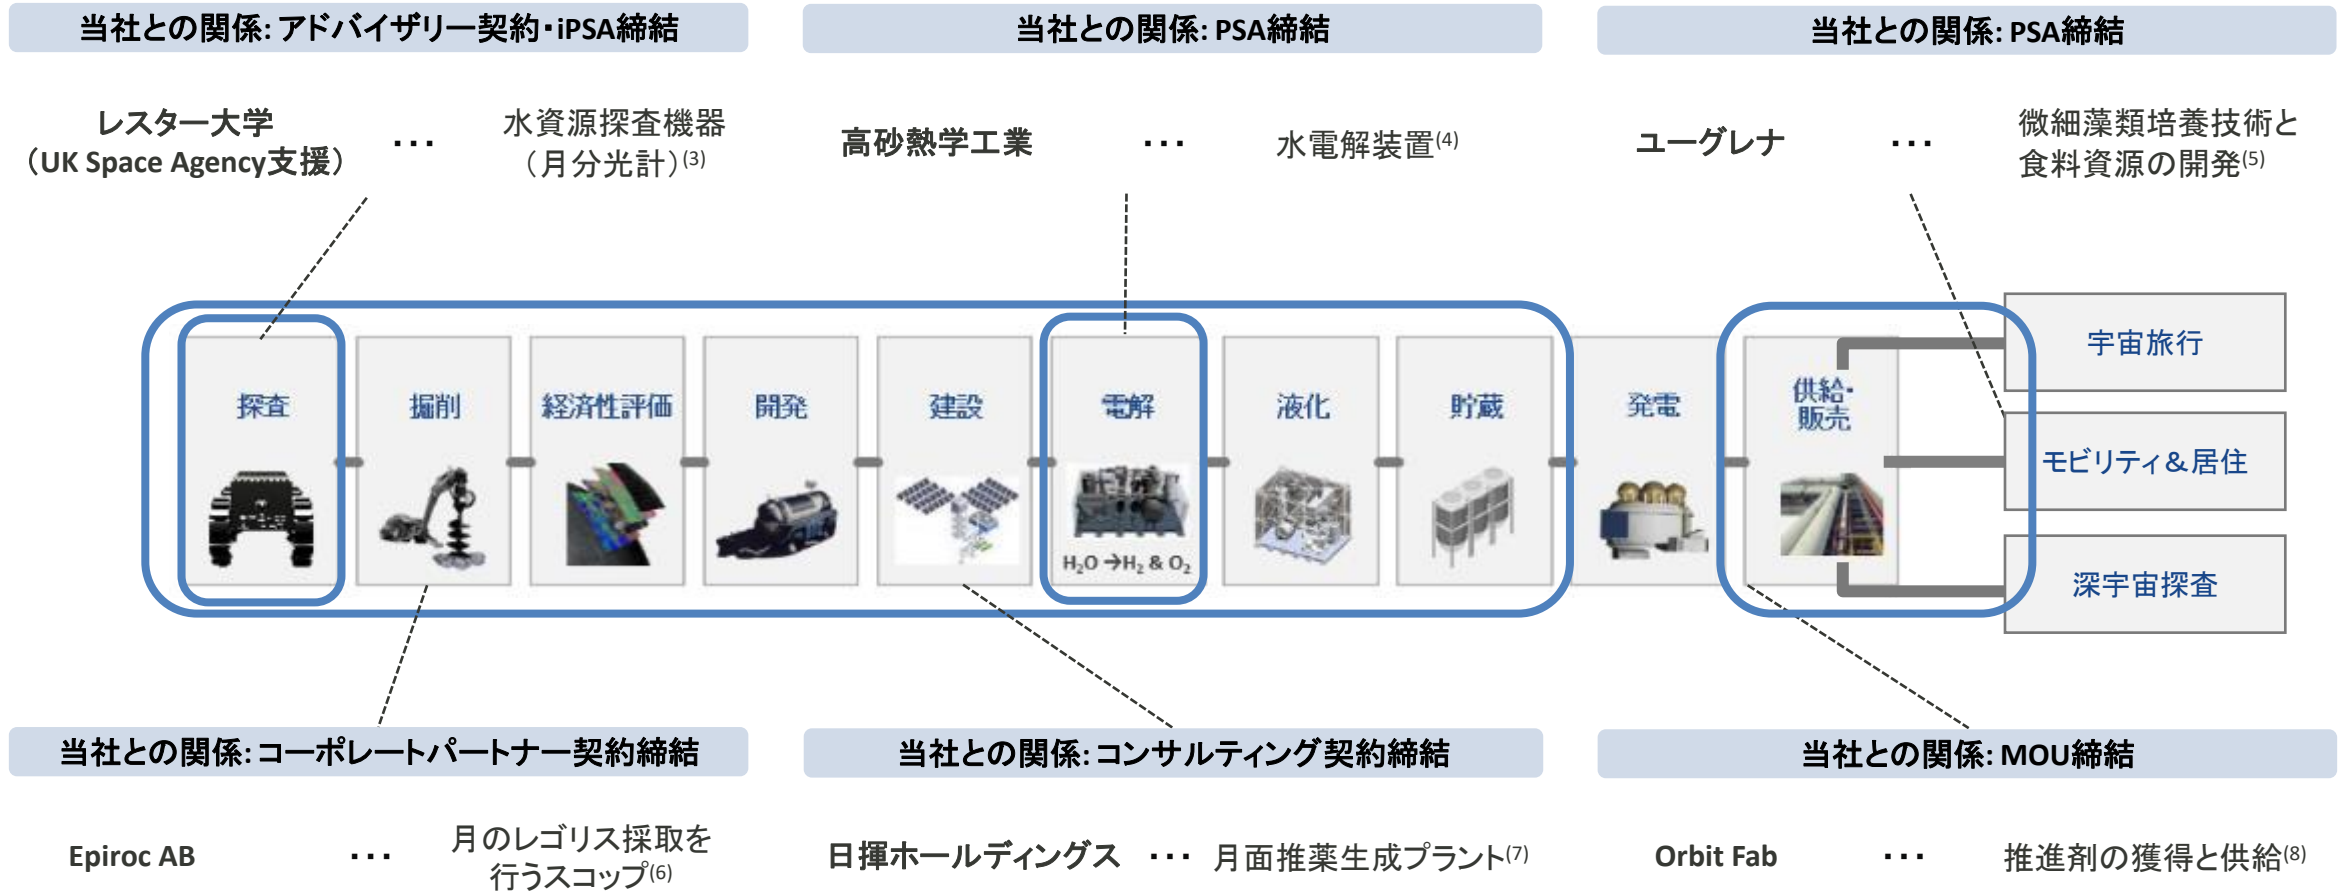 当社との関係: アドバイザリー契約・iPSA締結
当社との関係: PSA締結
当社との関係: PSA締結
レスター大学
（UK Space Agency支援）
･･･
水資源探査機器
（月分光計）(3)
高砂熱学工業
･･･
水電解装置(4)
ユーグレナ
･･･
微細藻類培養技術と
食料資源の開発(5)
探査
掘削
経済性評価
開発
建設
電解
H₂O →H₂ & O₂
液化
貯蔵
発電
供給・
販売
宇宙旅行
モビリティ＆居住
深宇宙探査
当社との関係: コーポレートパートナー契約締結
当社との関係: コンサルティング契約締結
当社との関係: MOU締結
Epiroc AB
･･･
月のレゴリス採取を
行うスコップ(6)
日揮ホールディングス
･･･
月面推薬生成プラント(7)
Orbit Fab
･･･
推進剤の獲得と供給(8)